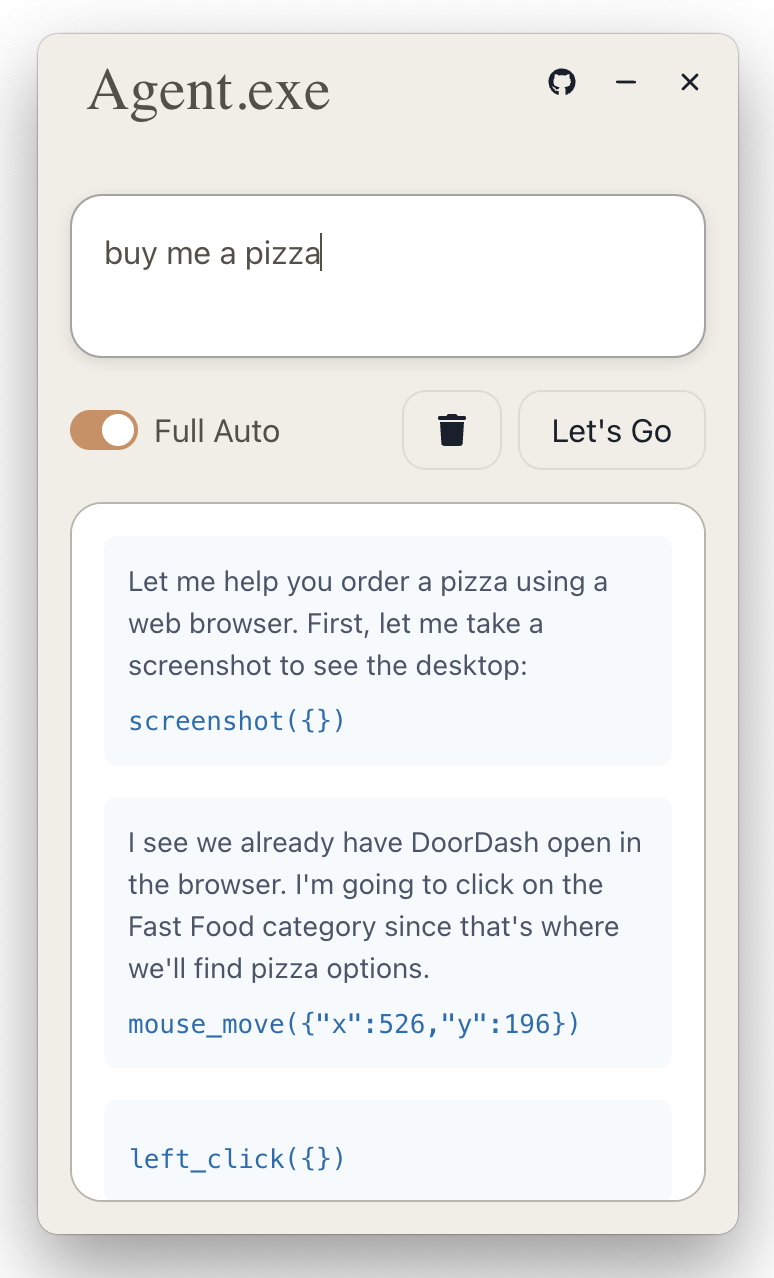 Agent.exe
buy me a pizza
Full Auto
Let's Go
Let me help you order a pizza using a
web browser. First, let me take a
screenshot to see the desktop:
screenshot({})
I see we already have DoorDash open in
the browser. I'm going to click on the
Fast Food category since that's where
we'll find pizza options.
mouse_move({"x":526,"y":196})
left_click({})